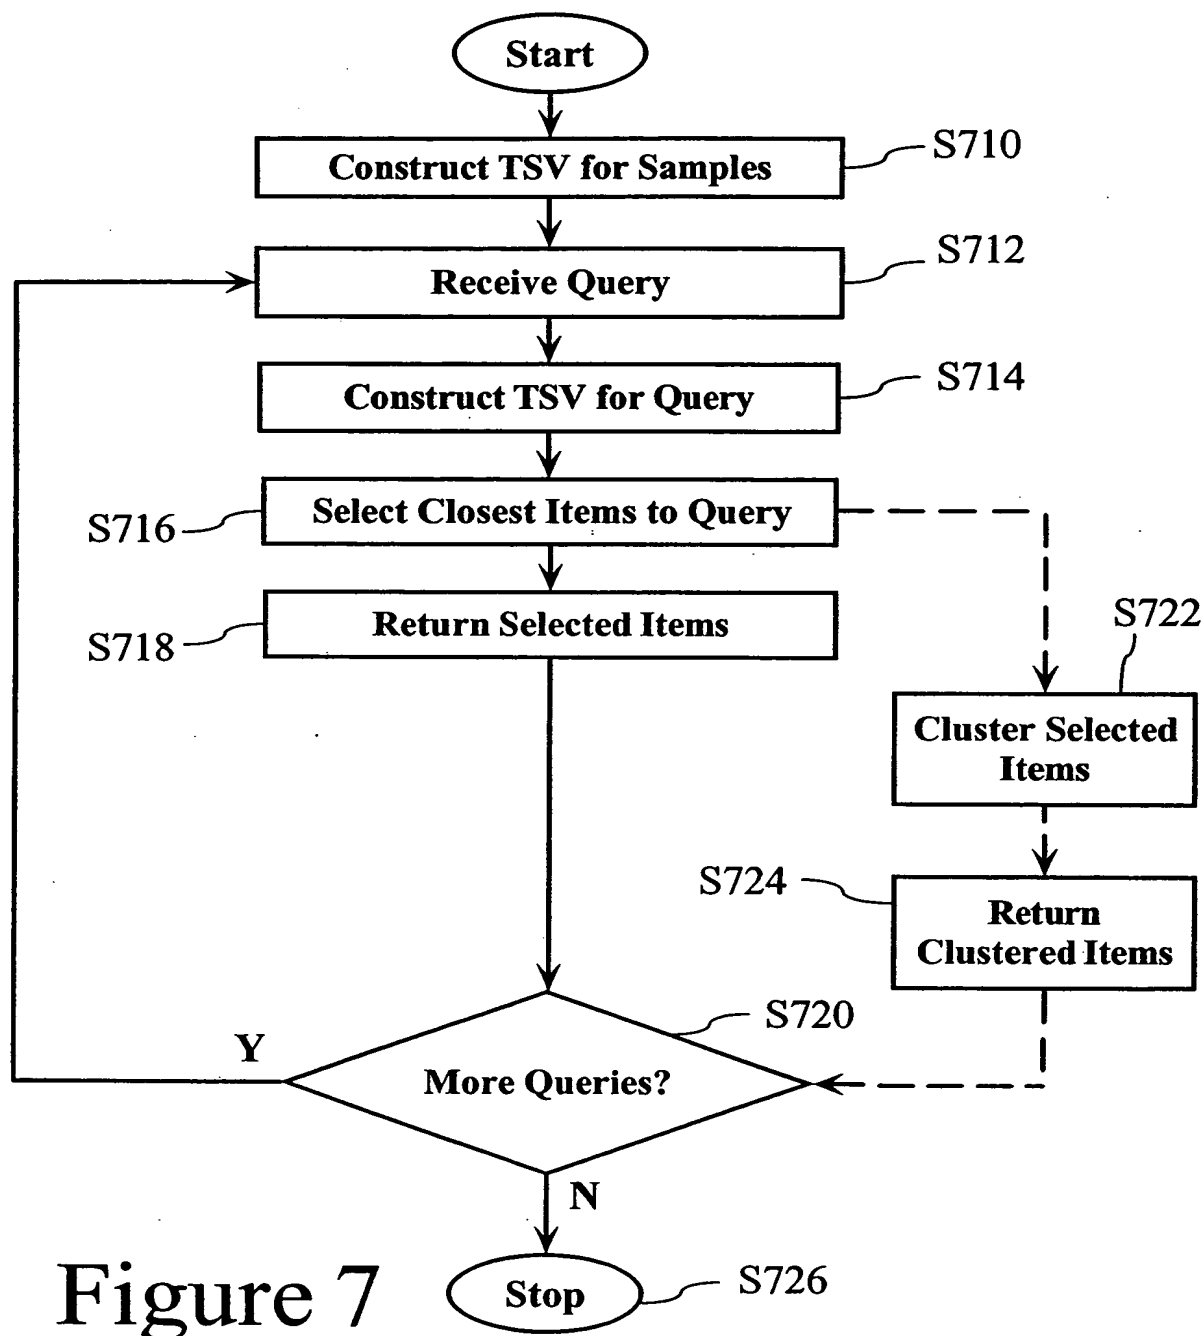 Start
Construct TSV for Samples
S710
Receive Query
S712
Construct TSV for Query
S714
Select Closest Items to Query
S716
Return Selected Items
S718
S722
Cluster Selected
Items
S724
Return
Clustered Items
S720
Y
More Queries?
N
Stop
S726
Figure 7